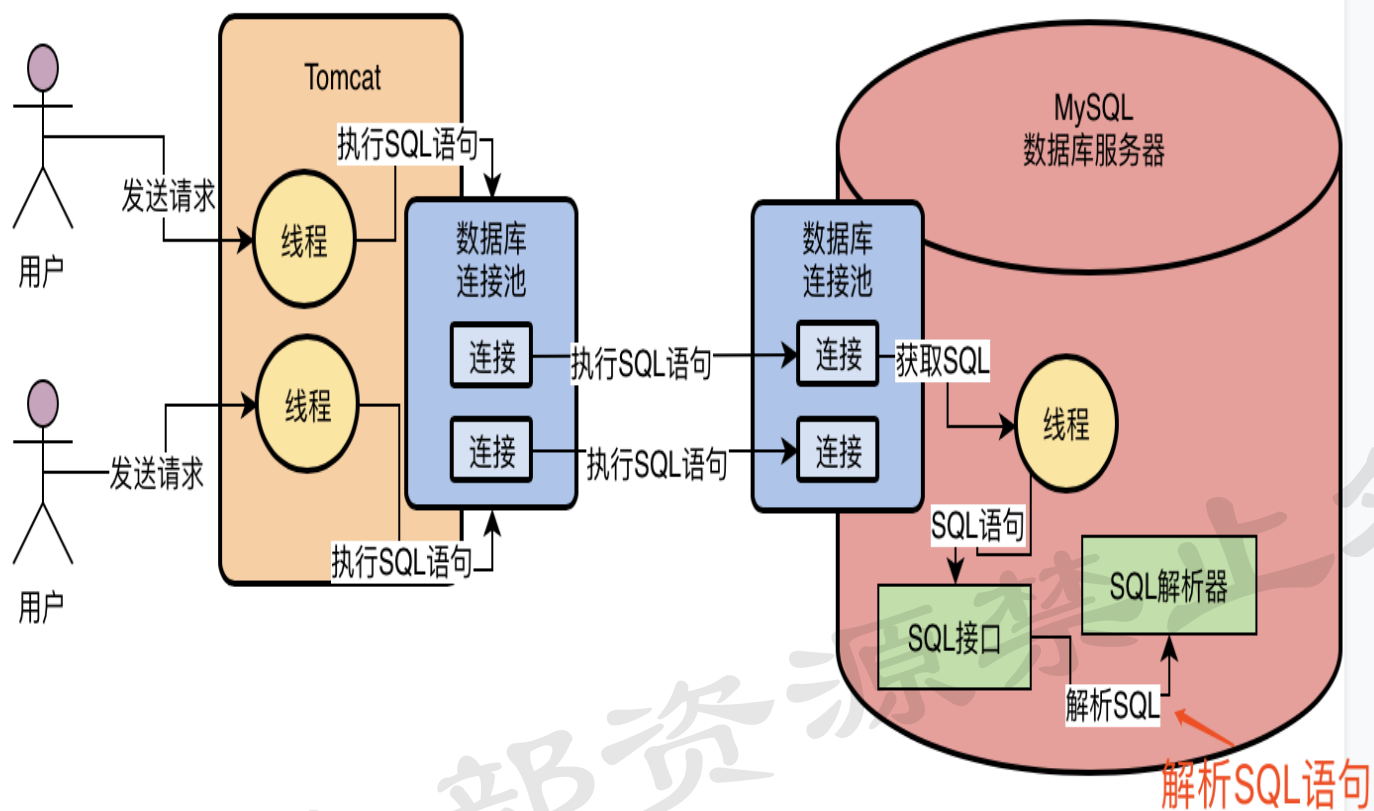 Tomcat
MySQL
数据库服务器
执行SQL语句
发送请求
线程
用户
数据库
连接池
数据库
连接池
连接
执行SQL语句
连接
获取SQL
线程
发送请求
线程
连接
执行SQL语句
连接
用户
执行SQL语句
SQL语句
SQL接口
SQL解析器
解析SQL
解析SQL语句
部资源禁止